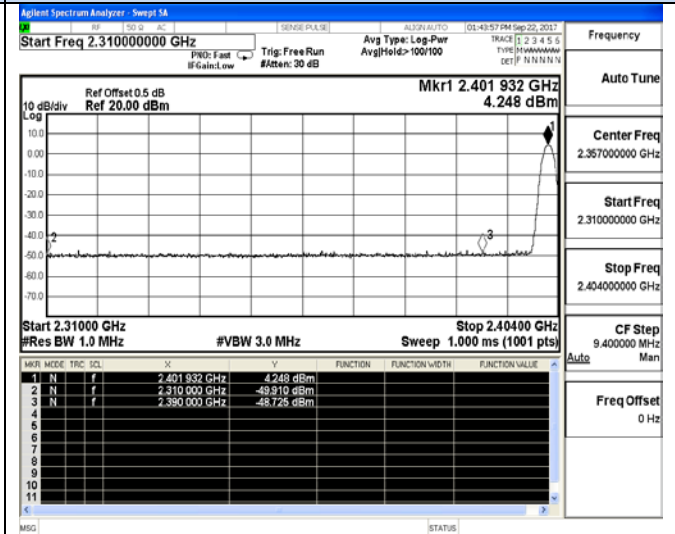 Agilent Spectrum Analyzer - Swept SA
RF 50 Ω AC SENSE:PULSE ALIGN AUTO 01:43:57 PM Sep 22, 2017
Start Freq 2.310000000 GHz
PNO: Fast
IFGain:Low
Trig: Free Run
#Atten: 30 dB
Avg Type: Log-Pwr
Avg|Hold>100/100
TRACE 1 2 3 4 5 6
TYPE M WWWWW
DET P N N N N N
Ref Offset 0.5 dB
10 dB/div Ref 20.00 dBm
Log
Mkr1 2.401 932 GHz
4.248 dBm
10.0
0.00
-10.0
-20.0
-30.0
-40.0
-50.0
-60.0
-70.0
1
2
3
Start 2.31000 GHz
Stop 2.40400 GHz
#Res BW 1.0 MHz #VBW 3.0 MHz Sweep 1.000 ms (1001 pts)
MKR MODE TRC SCL X Y FUNCTION FUNCTION WIDTH FUNCTION VALUE
1 N f 2.401 932 GHz 4.248 dBm
2 N f 2.310 000 GHz -49.910 dBm
3 N f 2.390 000 GHz -48.725 dBm
4
5
6
7
8
9
10
11
MSG STATUS
Frequency
Auto Tune
Center Freq
2.357000000 GHz
Start Freq
2.310000000 GHz
Stop Freq
2.404000000 GHz
CF Step
9.400000 MHz
Auto Man
Freq Offset
0 Hz